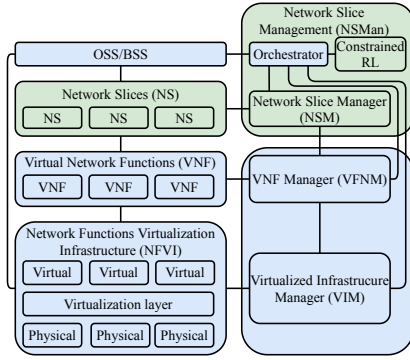 Network Slice
Management (NSMan)
OSS/BSS
Orchestrator
Constrained
RL
Network Slices (NS)
NS
NS
NS
Network Slice Manager
(NSM)
Virtual Network Functions (VNF)
VNF
VNF
VNF
VNF Manager (VFNM)
Network Functions Virtualization
Infrastructure (NFVI)
Virtual
Virtual
Virtual
Virtualization layer
Physical
Physical
Physical
Virtualized Infrastrucure
Manager (VIM)